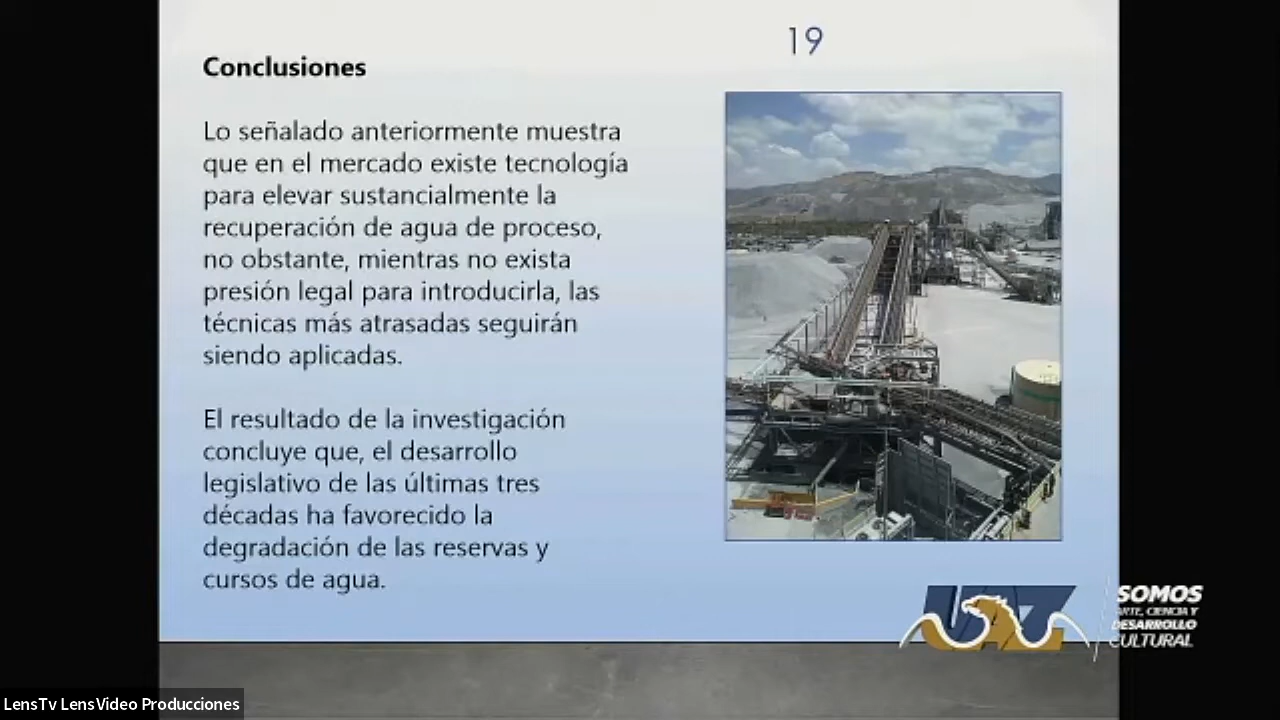 19
Conclusiones
Lo señalado anteriormente muestra
que en el mercado existe tecnología
para elevar sustancialmente la
recuperación de agua de proceso,
no obstante, mientras no exista
presión legal para introducirla, las
técnicas más atrasadas seguirán
siendo aplicadas.
El resultado de la investigación
concluye que, el desarrollo
legislativo de las últimas tres
décadas ha favorecido la
degradación de las reservas y
cursos de agua.
UAZ
SOMOS
ARTE, CIENCIA Y
DESARROLLO
CULTURAL
LensTv LensVideo Producciones